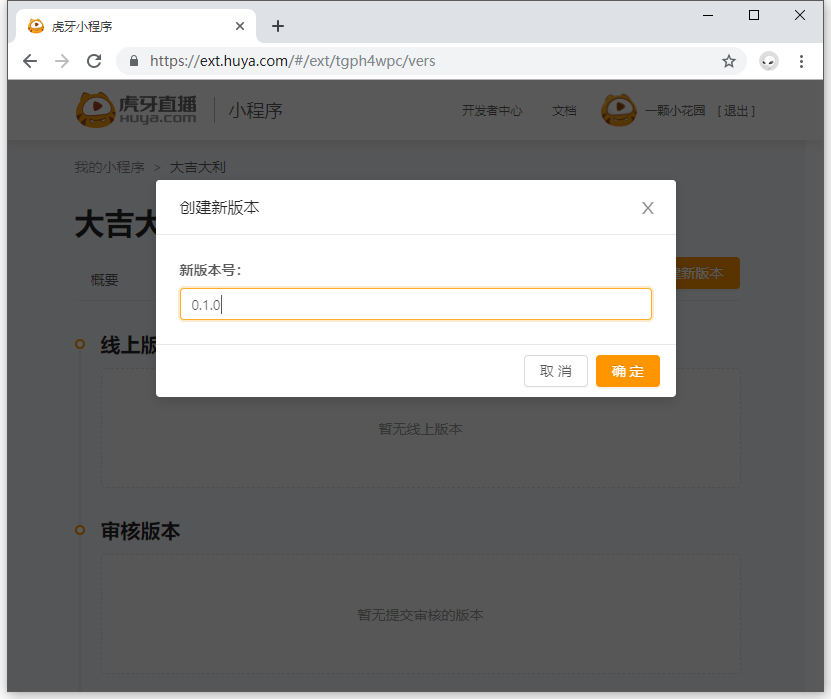 虎牙小程序
https://ext.huya.com/#/ext/tgph4wpc/vers
虎牙直播
HUYA.COM
小程序
开发者中心 文档 一颗小花园 [ 退出 ]
我的小程序 > 大吉大利
大吉大
创建新版本
概要
建新版本
新版本号:
0.1.0
线上版
取 消 确 定
暂无线上版本
审核版本
暂无提交审核的版本